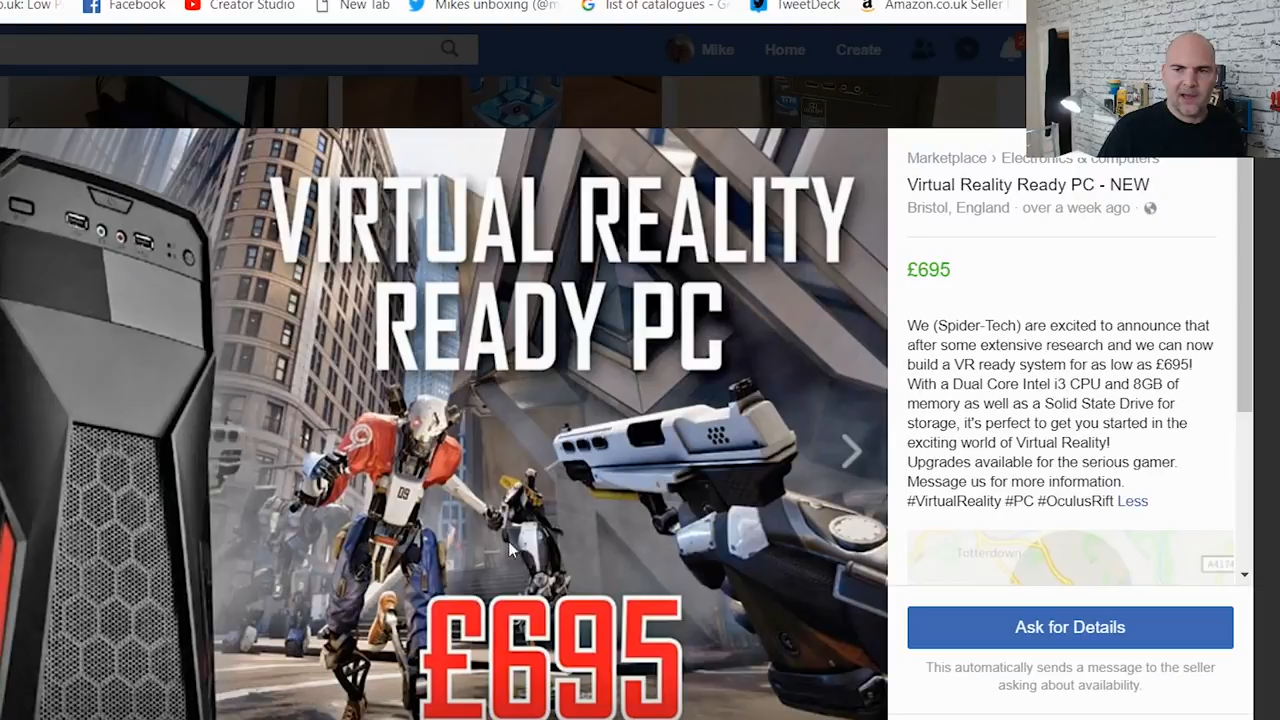 Facebook
Creator Studio
New Tab
Mikes unboxing (@m
list of catalogues - G
TweetDeck
Amazon.co.uk Seller
Mike
Home
Create
VIRTUAL REALITY
READY PC
09
£695
Marketplace › Electronics & computers
Virtual Reality Ready PC - NEW
Bristol, England · over a week ago ·
£695
We (Spider-Tech) are excited to announce that
after some extensive research and we can now
build a VR ready system for as low as £695!
With a Dual Core Intel i3 CPU and 8GB of
memory as well as a Solid State Drive for
storage, it's perfect to get you started in the
exciting world of Virtual Reality!
Upgrades available for the serious gamer.
Message us for more information.
#VirtualReality #PC #OculusRift Less
Totterdown
A4174
Ask for Details
This automatically sends a message to the seller
asking about availability.